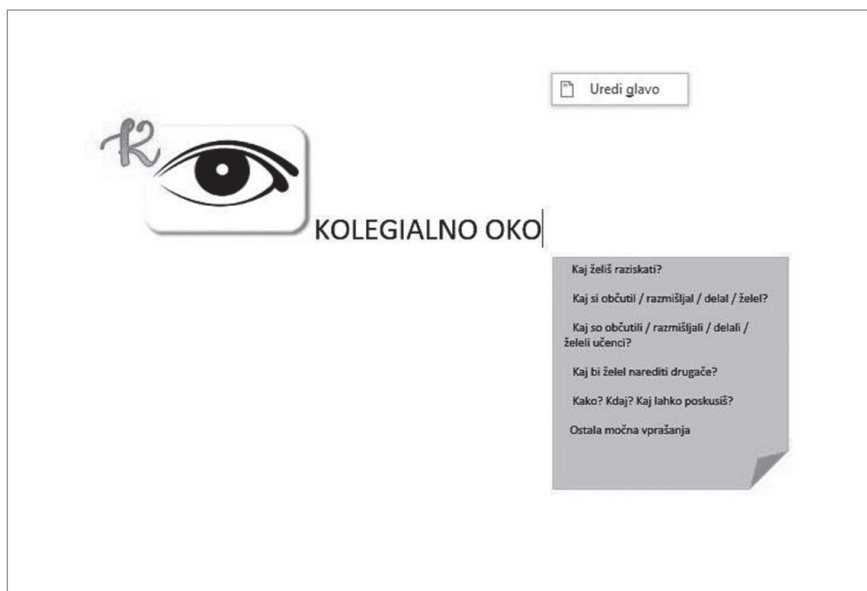 Uredi glavo
K
KOLEGIALNO OKO
Kaj želiš raziskati?
Kaj si občutil / razmišljal / delal / želel?
Kaj so občutili / razmišljali / delali /
želeli učenci?
Kaj bi želel narediti drugače?
Kako? Kdaj? Kaj lahko poskusiš?
Ostala močna vprašanja